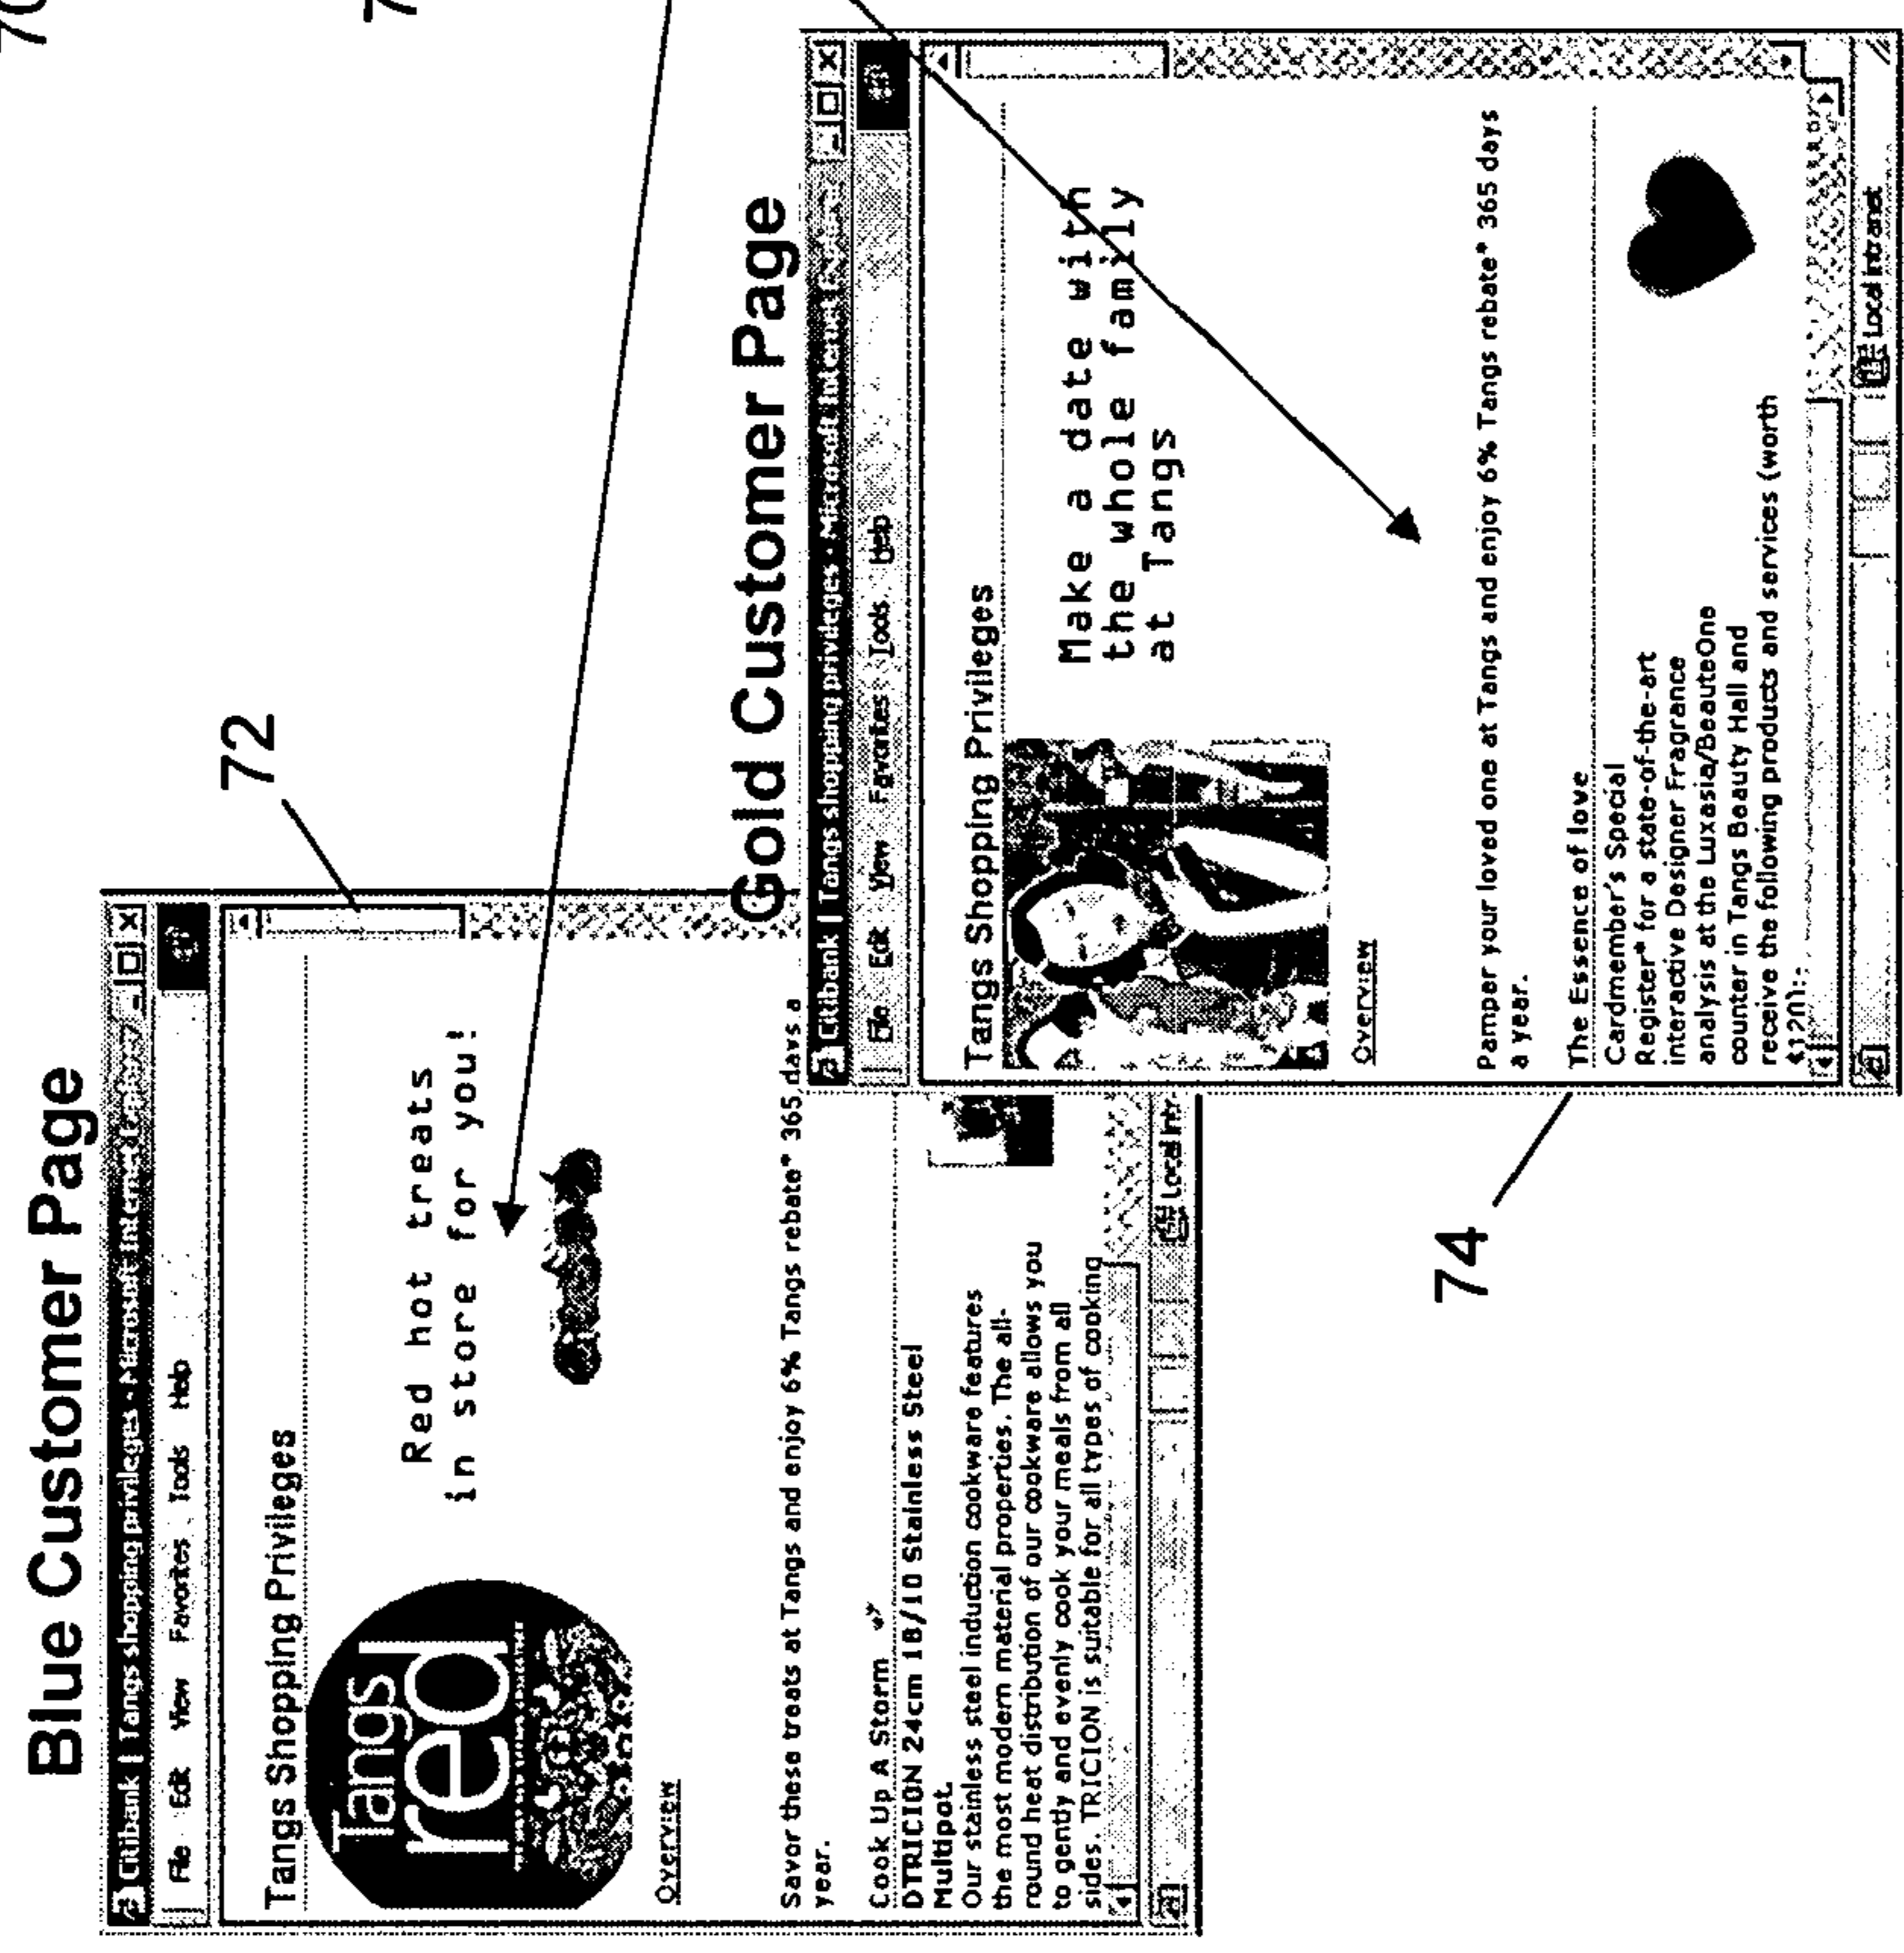 Blue Customer Page
Citibank | Tangs shopping privileges - Microsoft Internet Explorer
File Edit View Favorites Tools Help
Tangs Shopping Privileges
Tangs
red
Red hot treats
in store for you!
Overview
Savor these treats at Tangs and enjoy 6% Tangs rebate* 365 days a
year.
Cook Up A Storm
DTRICION 24cm 18/10 Stainless Steel
Multipot
Our stainless steel induction cookware features
the most modern material properties. The all-
round heat distribution of our cookware allows you
to gently and evenly cook your meals from all
sides. TRICION is suitable for all types of cooking
Local intr
72
Gold Customer Page
Citibank | Tangs shopping privileges - Microsoft Internet Explorer
File Edit View Favorites Tools Help
Tangs Shopping Privileges
Make a date with
the whole family
at Tangs
Overview
Pamper your loved one at Tangs and enjoy 6% Tangs rebate* 365 days
a year.
The Essence of love
Cardmember's Special
Register* for a state-of-the-art
interactive Designer Fragrance
analysis at the Luxasia/BeauteOne
counter in Tangs Beauty Hall and
receive the following products and services (worth
$120):
Local intranet
74